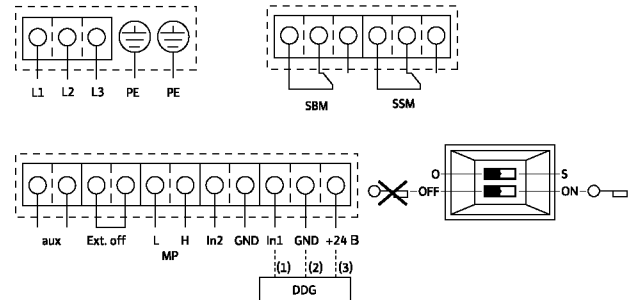 L1 L2 L3 PE PE
SBM SSM
O S
OFF ON
aux Ext. off L H In2 GND In1 GND +24 В
MP
(1) (2) (3)
DDG